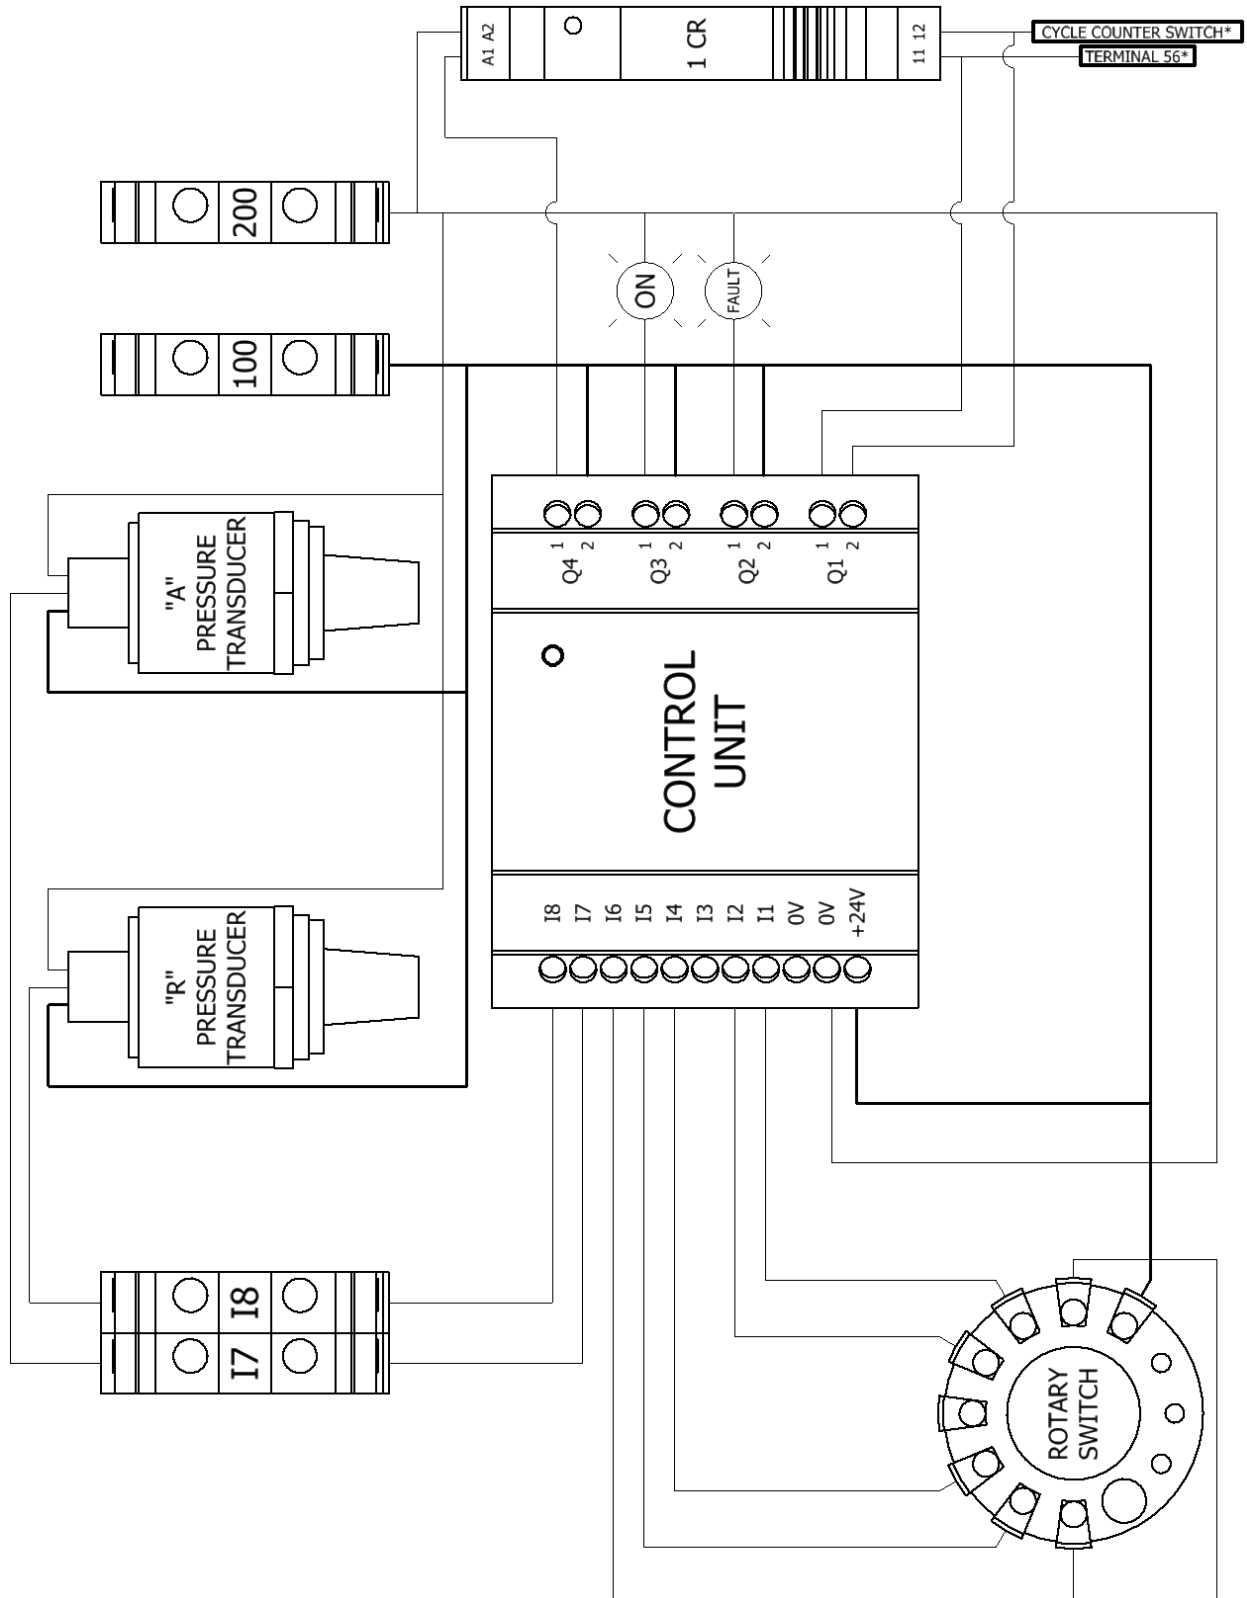 A1 A2
1 CR
11 12
CYCLE COUNTER SWITCH*
TERMINAL 56*
200
100
ON
FAULT
"A"
PRESSURE
TRANSDUCER
1
2
1
2
1
2
1
2
Q4
Q3
Q2
Q1
CONTROL
UNIT
I8
I7
I6
I5
I4
I3
I2
I1
0V
0V
+24V
"R"
PRESSURE
TRANSDUCER
I8
I7
ROTARY
SWITCH